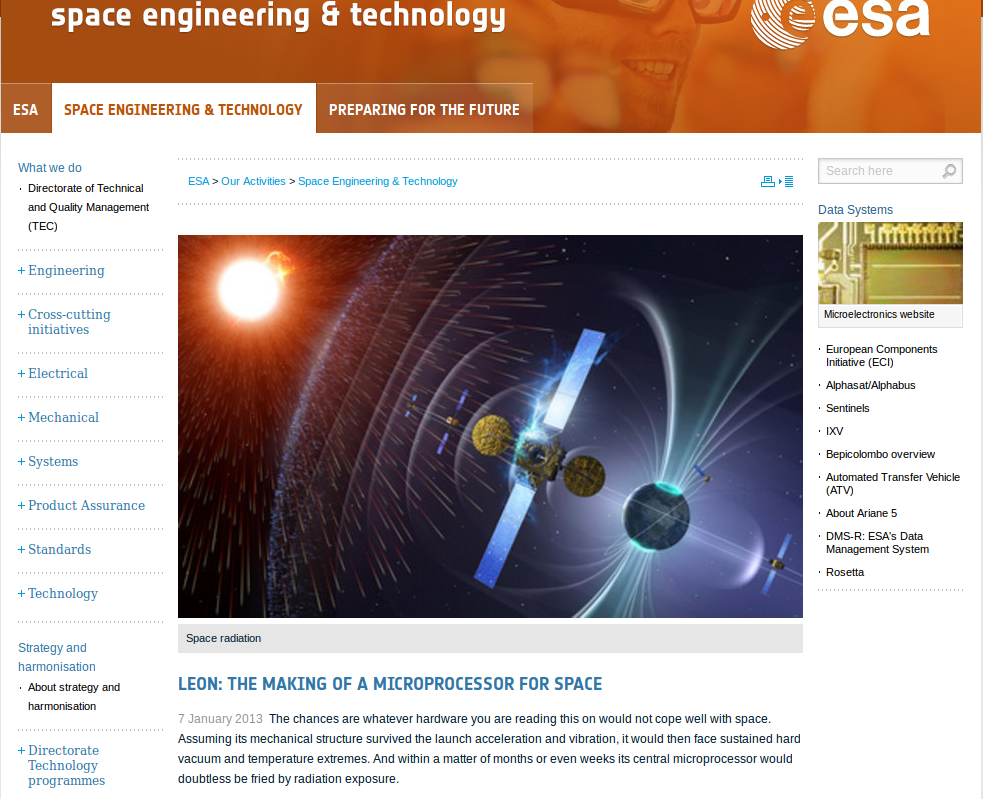 space engineering & technology
esa
ESA
SPACE ENGINEERING & TECHNOLOGY
PREPARING FOR THE FUTURE
What we do
· Directorate of Technical
and Quality Management
(TEC)
+ Engineering
+ Cross-cutting
initiatives
+ Electrical
+ Mechanical
+ Systems
+ Product Assurance
+ Standards
+ Technology
Strategy and
harmonisation
· About strategy and
harmonisation
+ Directorate
Technology
programmes
ESA > Our Activities > Space Engineering & Technology
Space radiation
LEON: THE MAKING OF A MICROPROCESSOR FOR SPACE
7 January 2013 The chances are whatever hardware you are reading this on would not cope well with space.
Assuming its mechanical structure survived the launch acceleration and vibration, it would then face sustained hard
vacuum and temperature extremes. And within a matter of months or even weeks its central microprocessor would
doubtless be fried by radiation exposure.
Search here
Data Systems
Microelectronics website
· European Components
Initiative (ECI)
· Alphasat/Alphabus
· Sentinels
· IXV
· Bepicolombo overview
· Automated Transfer Vehicle
(ATV)
· About Ariane 5
· DMS-R: ESA's Data
Management System
· Rosetta